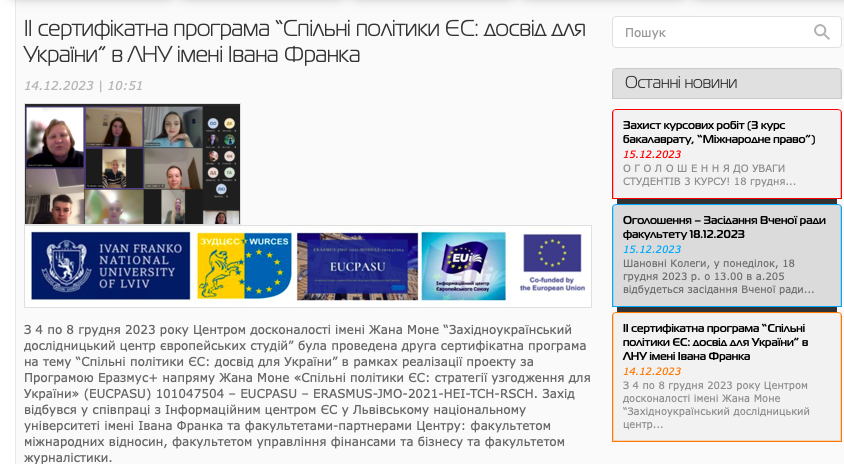 II сертифікатна програма “Спільні політики ЄС: досвід для
України” в ЛНУ імені Івана Франка
14.12.2023 | 10:51
IVAN FRANKO
NATIONAL
UNIVERSITY
OF LVIV
ЗУДЦЄС WURCES
EUCPASU
EUi
Інформаційний центр
Європейського Союзу
Co-funded by
the European Union
З 4 по 8 грудня 2023 року Центром досконалості імені Жана Моне “Західноукраїнський
дослідницький центр європейських студій” була проведена друга сертифікатна програма
на тему “Спільні політики ЄС: досвід для України” в рамках реалізації проекту за
Програмою Еразмус+ напряму Жана Моне «Спільні політики ЄС: стратегії узгодження для
України» (EUCPASU) 101047504 – EUCPASU – ERASMUS-JMO-2021-HEI-TCH-RSCH. Захід
відбувся у співпраці з Інформаційним центром ЄС у Львівському національному
університеті імені Івана Франка та факультетами-партнерами Центру: факультетом
міжнародних відносин, факультетом управління фінансами та бізнесу та факультетом
журналістики.
Пошук
Останні новини
Захист курсових робіт (3 курс
бакалаврату, “Міжнародне право”)
15.12.2023
О Г О Л О Ш Е Н Н Я ДО УВАГИ
СТУДЕНТІВ 3 КУРСУ! 18 грудня...
Оголошення – Засідання Вченої ради
факультету 18.12.2023
15.12.2023
Шановні Колеги, у понеділок, 18
грудня 2023 р. о 13.00 в а.205
відбудеться засідання Вченої ради...
II сертифікатна програма “Спільні
політики ЄС: досвід для України” в
ЛНУ імені Івана Франка
14.12.2023
З 4 по 8 грудня 2023 року Центром
досконалості імені Жана Моне
“Західноукраїнський дослідницький
центр...